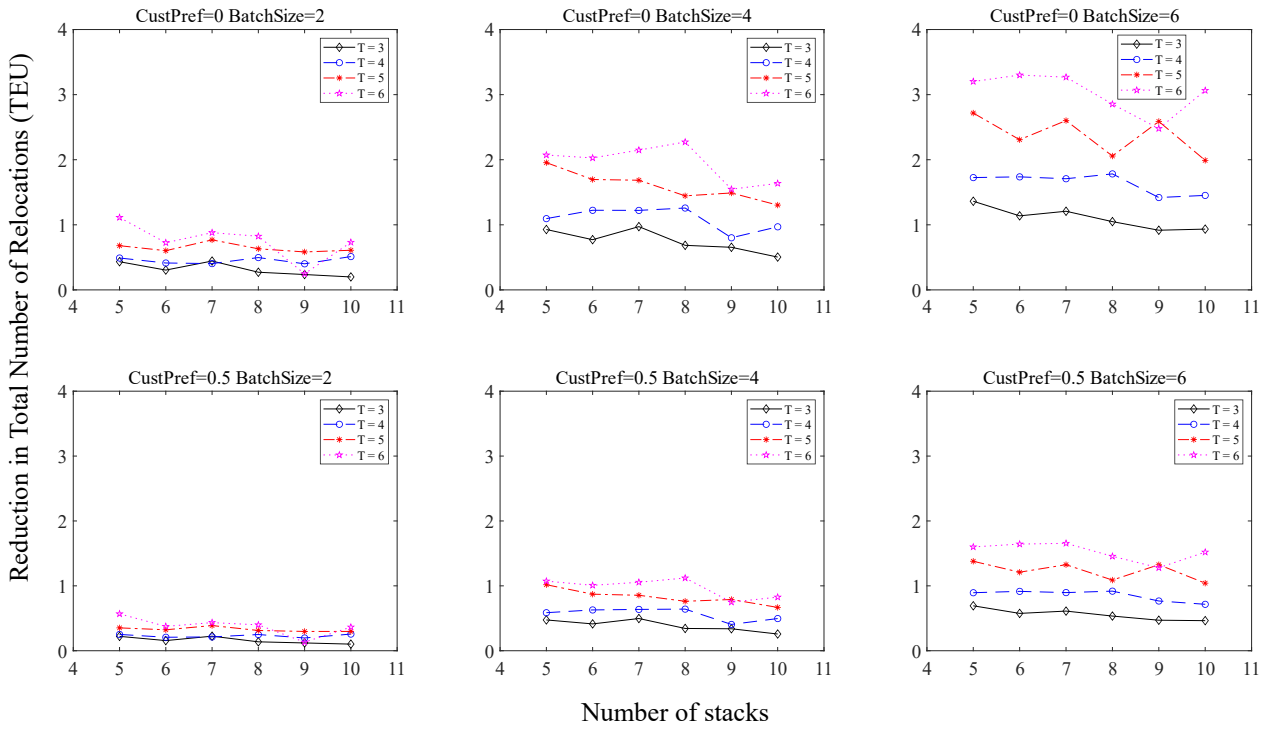 Reduction in Total Number of Relocations (TEU)
CustPref=0 BatchSize=2
4
3
2
1
0
4 5 6 7 8 9 10 11
T = 3
T = 4
T = 5
T = 6
CustPref=0 BatchSize=4
4
3
2
1
0
4 5 6 7 8 9 10 11
T = 3
T = 4
T = 5
T = 6
CustPref=0 BatchSize=6
4
3
2
1
0
4 5 6 7 8 9 10 11
T = 3
T = 4
T = 5
T = 6
CustPref=0.5 BatchSize=2
4
3
2
1
0
4 5 6 7 8 9 10 11
T = 3
T = 4
T = 5
T = 6
CustPref=0.5 BatchSize=4
4
3
2
1
0
4 5 6 7 8 9 10 11
T = 3
T = 4
T = 5
T = 6
CustPref=0.5 BatchSize=6
4
3
2
1
0
4 5 6 7 8 9 10 11
T = 3
T = 4
T = 5
T = 6
Number of stacks